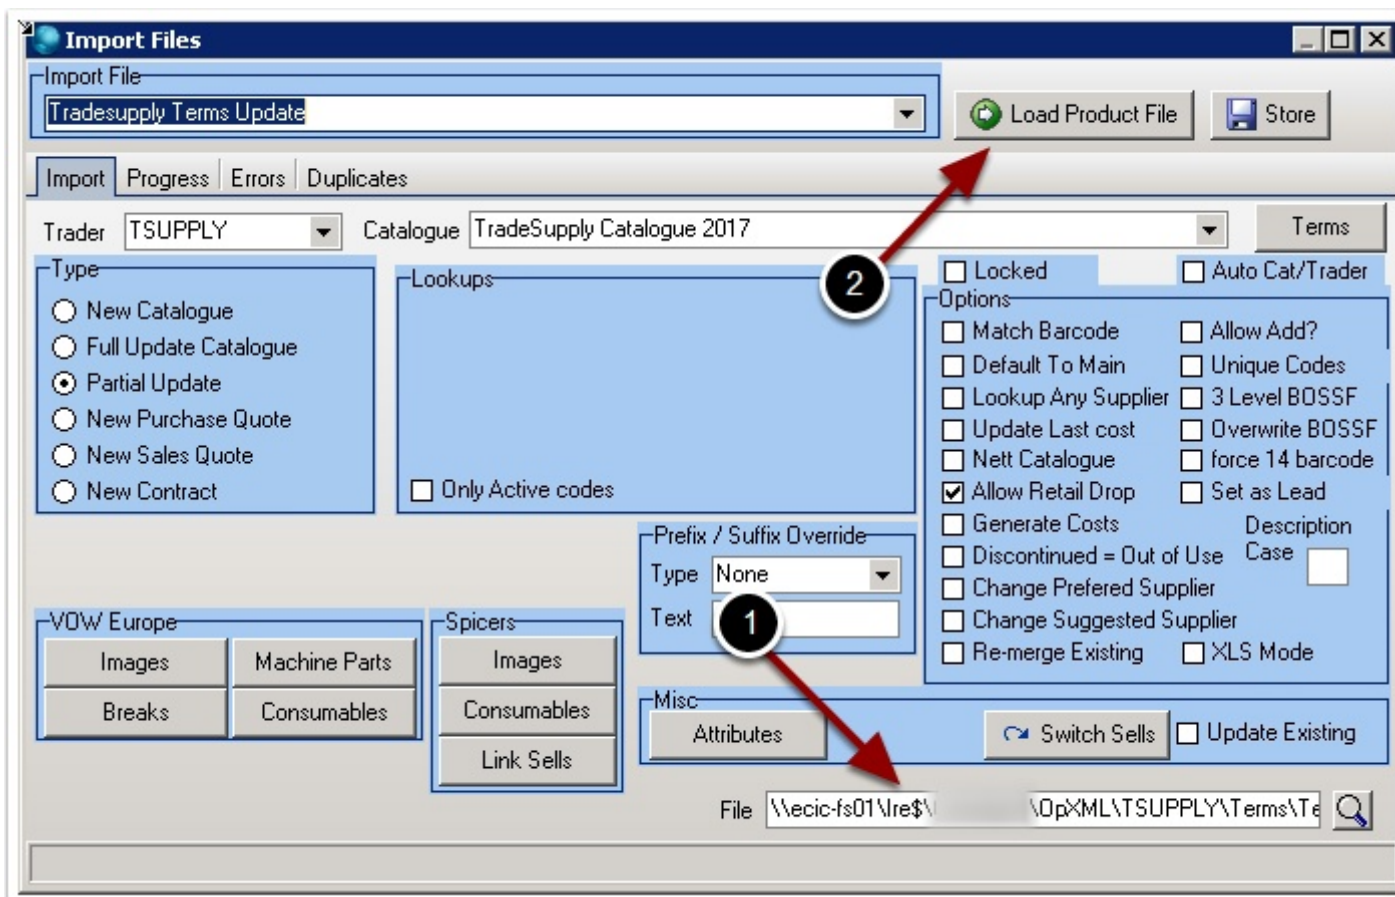 Import Files
Import File
Tradesupply Terms Update
Load Product File
Store
Import Progress Errors Duplicates
Trader TSUPPLY Catalogue TradeSupply Catalogue 2017 Terms
Type
New Catalogue
Full Update Catalogue
Partial Update
New Purchase Quote
New Sales Quote
New Contract
Lookups
Only Active codes
2
Locked Auto Cat/Trader
Options
Match Barcode Allow Add?
Default To Main Unique Codes
Lookup Any Supplier 3 Level BOSSF
Update Last cost Overwrite BOSSF
Nett Catalogue force 14 barcode
Allow Retail Drop Set as Lead
Generate Costs Description
Discontinued = Out of Use Case
Change Prefered Supplier
Change Suggested Supplier
Re-merge Existing XLS Mode
Prefix / Suffix Override
Type None
Text
1
VOW Europe
Images Machine Parts
Breaks Consumables
Spicers
Images
Consumables
Link Sells
Misc
Attributes Switch Sells Update Existing
File \\ecic-fs01\Ire$\ \OpXML\TSUPPLY\Terms\Te